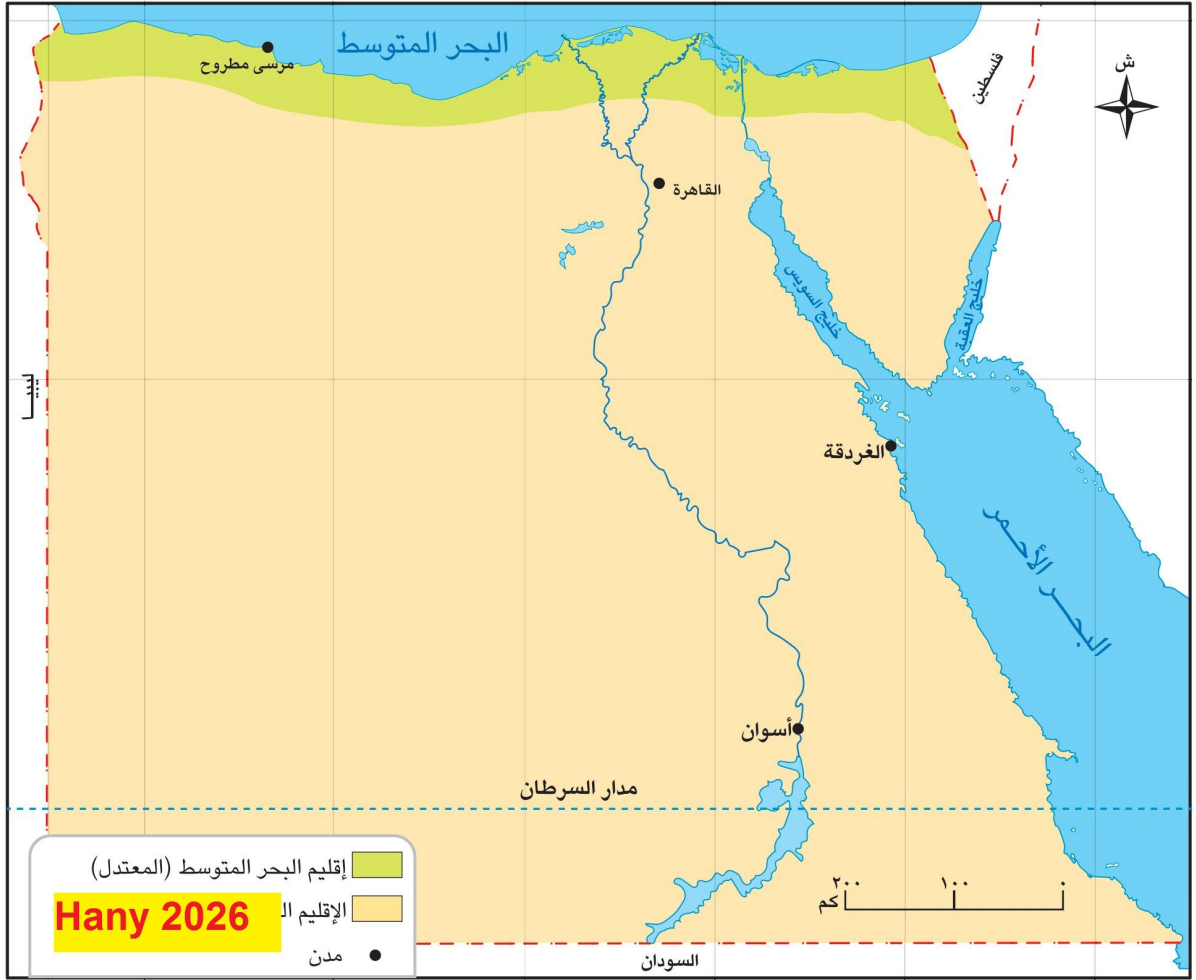 البحر المتوسط
مرسى مطروح
فلسطين
ش
القاهرة
خليج السويس
خليج العقبة
ليبيا
الغردقة
البحر الأحمر
أسوان
مدار السرطان
إقليم البحر المتوسط (المعتدل)
الإقليم
Hany 2026
مدن
٢٠٠ ١٠٠ ٠
كم
السودان